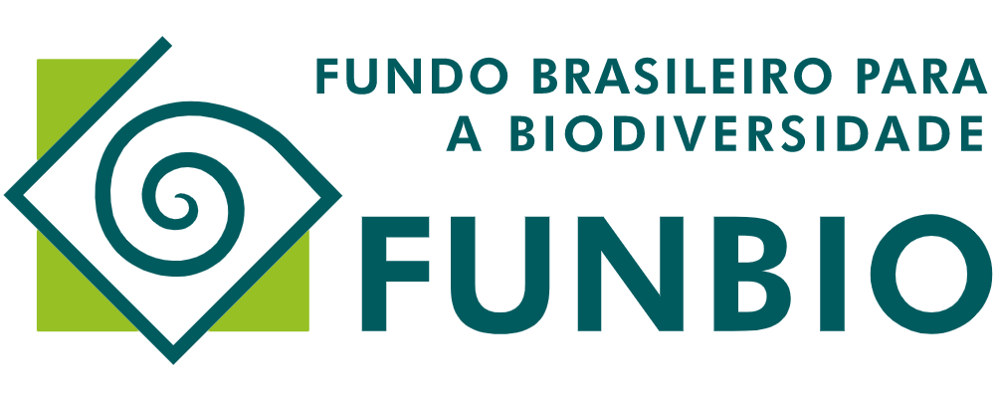 FUNDO BRASILEIRO PARA
A BIODIVERSIDADE
FUNBIO